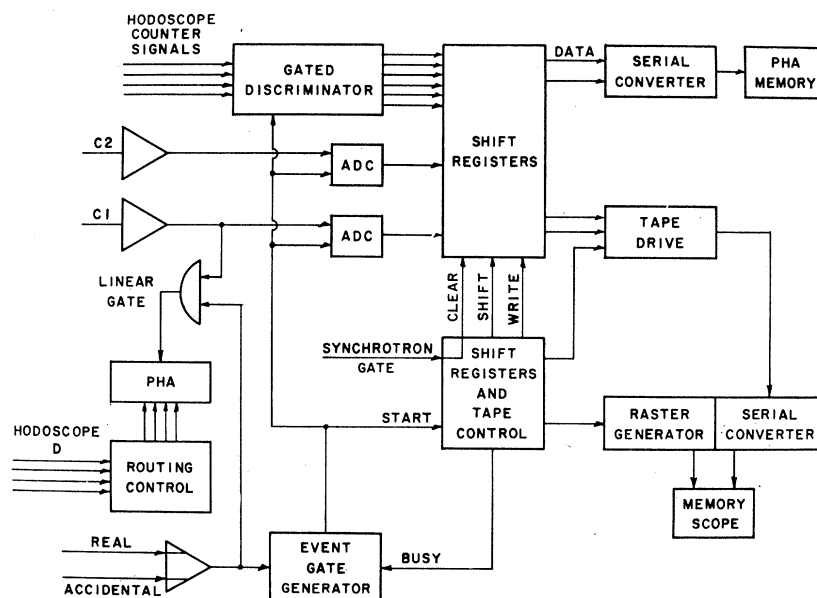 HODOSCOPE
COUNTER
SIGNALS
GATED
DISCRIMINATOR
SHIFT
REGISTERS
DATA
SERIAL
CONVERTER
PHA
MEMORY
C2
ADC
C1
ADC
TAPE
DRIVE
LINEAR
GATE
CLEAR
SHIFT
WRITE
SYNCHROTRON
GATE
SHIFT
REGISTERS
AND
TAPE
CONTROL
PHA
START
RASTER
GENERATOR
SERIAL
CONVERTER
HODOSCOPE
D
ROUTING
CONTROL
MEMORY
SCOPE
REAL
ACCIDENTAL
EVENT
GATE
GENERATOR
BUSY